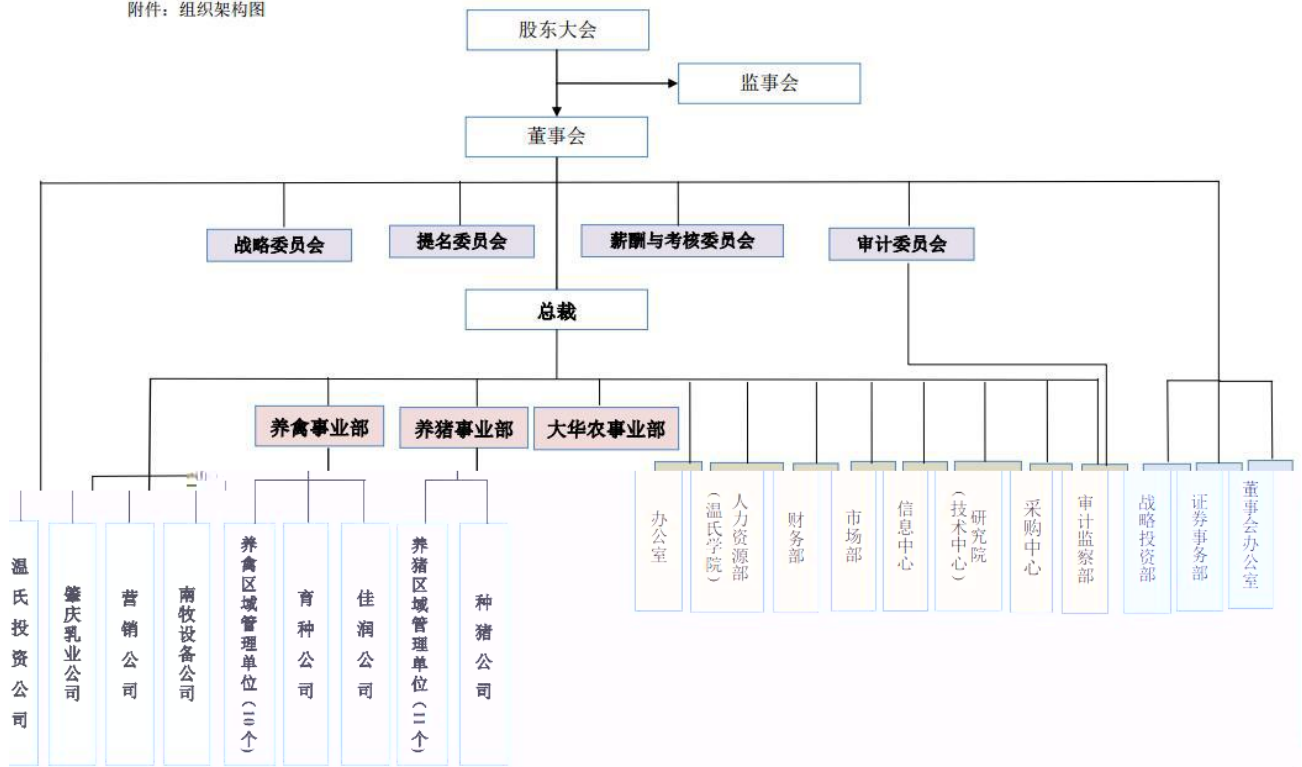 附件：组织架构图
股东大会
监事会
董事会
战略委员会
提名委员会
薪酬与考核委员会
审计委员会
总裁
养禽事业部
养猪事业部
大华农事业部
温氏投资公司
肇庆乳业公司
营销公司
南牧设备公司
养禽区域管理单位（10个）
育种公司
佳润公司
养猪区域管理单位（11个）
种猪公司
办公室
人力资源部
（温氏学院）
财务部
市场部
信息中心
研究院
（技术中心）
采购中心
审计监察部
战略投资部
证券事务部
董事会办公室